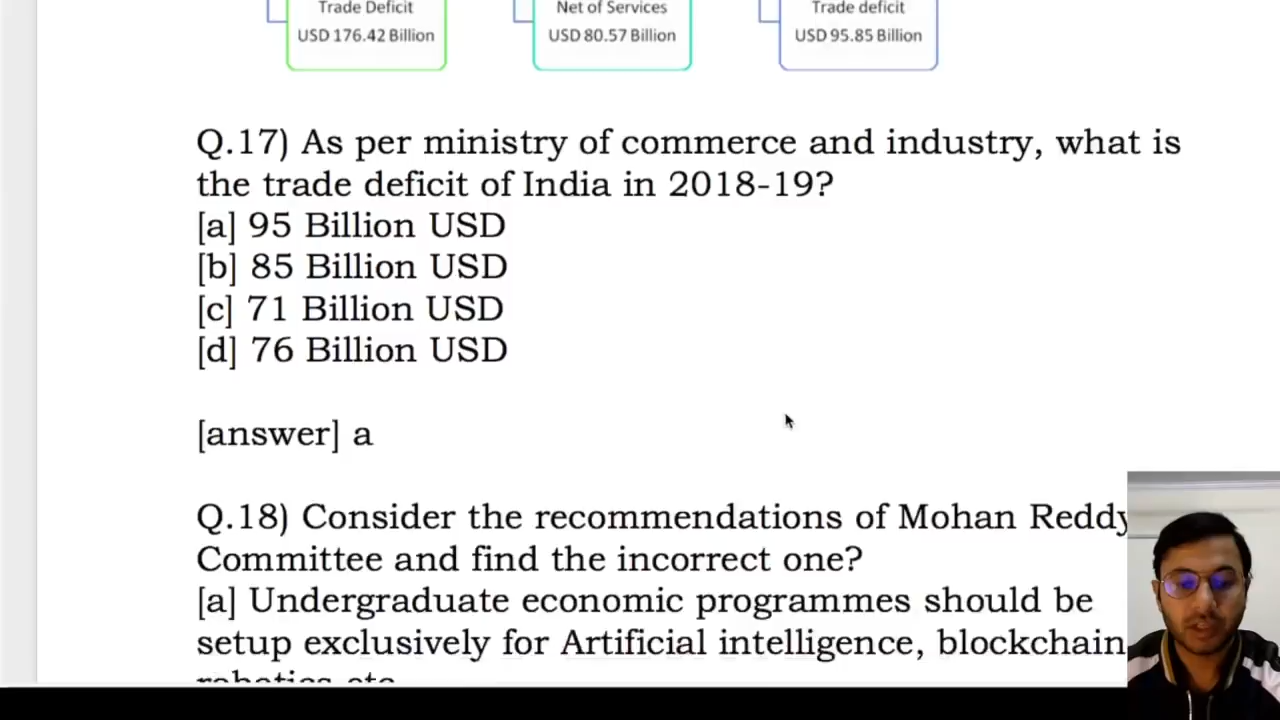 Trade Deficit
USD 176.42 Billion
Net of Services
USD 80.57 Billion
Trade deficit
USD 95.85 Billion
Q.17) As per ministry of commerce and industry, what is
the trade deficit of India in 2018-19?
[a] 95 Billion USD
[b] 85 Billion USD
[c] 71 Billion USD
[d] 76 Billion USD
[answer] a
Q.18) Consider the recommendations of Mohan Reddy
Committee and find the incorrect one?
[a] Undergraduate economic programmes should be
setup exclusively for Artificial intelligence, blockchain,
robotics etc